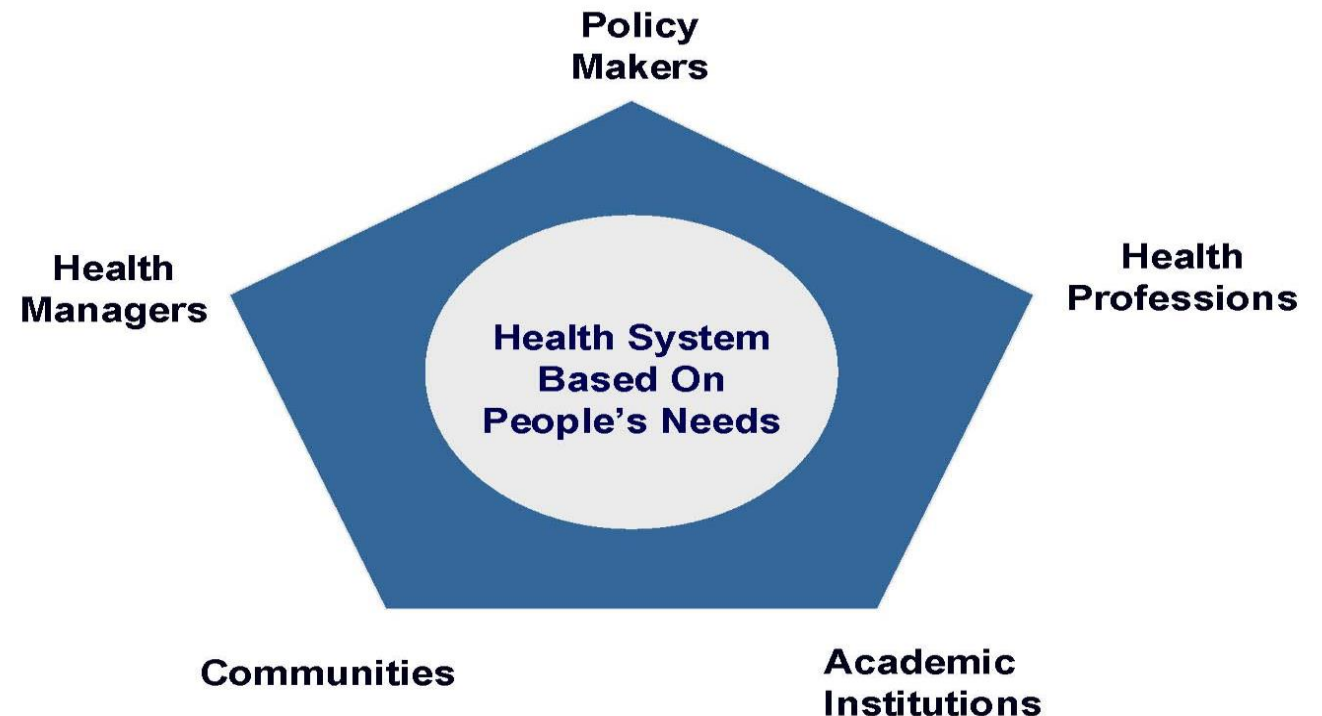 Policy
Makers
Health
Managers
Health
Professions
Health System
Based On
People’s Needs
Communities
Academic
Institutions